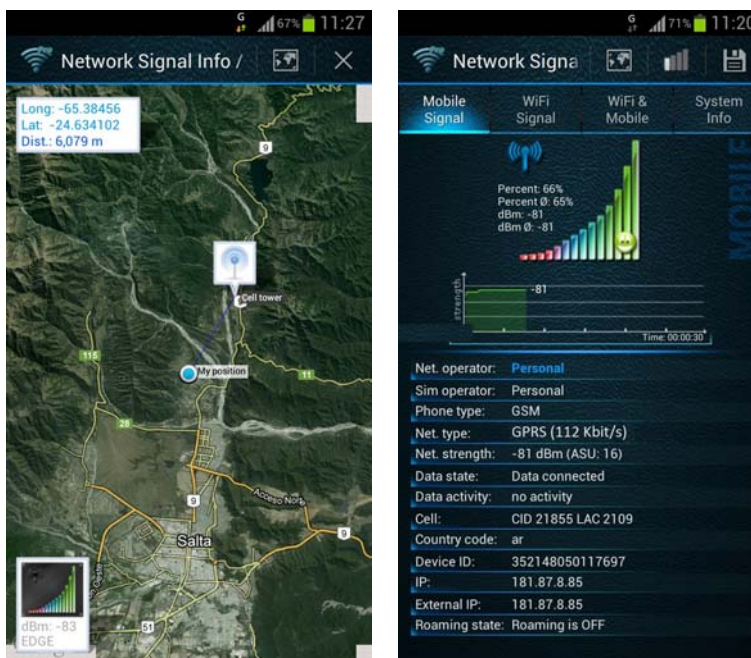 G
67%
11:27
Network Signal Info /
Long: -65.38456
Lat: -24.634102
Dist.: 6,079 m
9
Cell tower
My position
115
11
28
9
Acceso Norte
9
Salta
51
dBm: -83
EDGE
G
71%
11:20
Network Signa
Mobile Signal
WiFi Signal
WiFi & Mobile
System Info
MOBILE
Percent: 66%
Percent Ø: 65%
dBm: -81
dBm Ø: -81
strength
-81
Time: 00:00:30
Net. operator: Personal
Sim operator: Personal
Phone type: GSM
Net. type: GPRS (112 Kbit/s)
Net. strength: -81 dBm (ASU: 16)
Data state: Data connected
Data activity: no activity
Cell: CID 21855 LAC 2109
Country code: ar
Device ID: 352148050117697
IP: 181.87.8.85
External IP: 181.87.8.85
Roaming state: Roaming is OFF